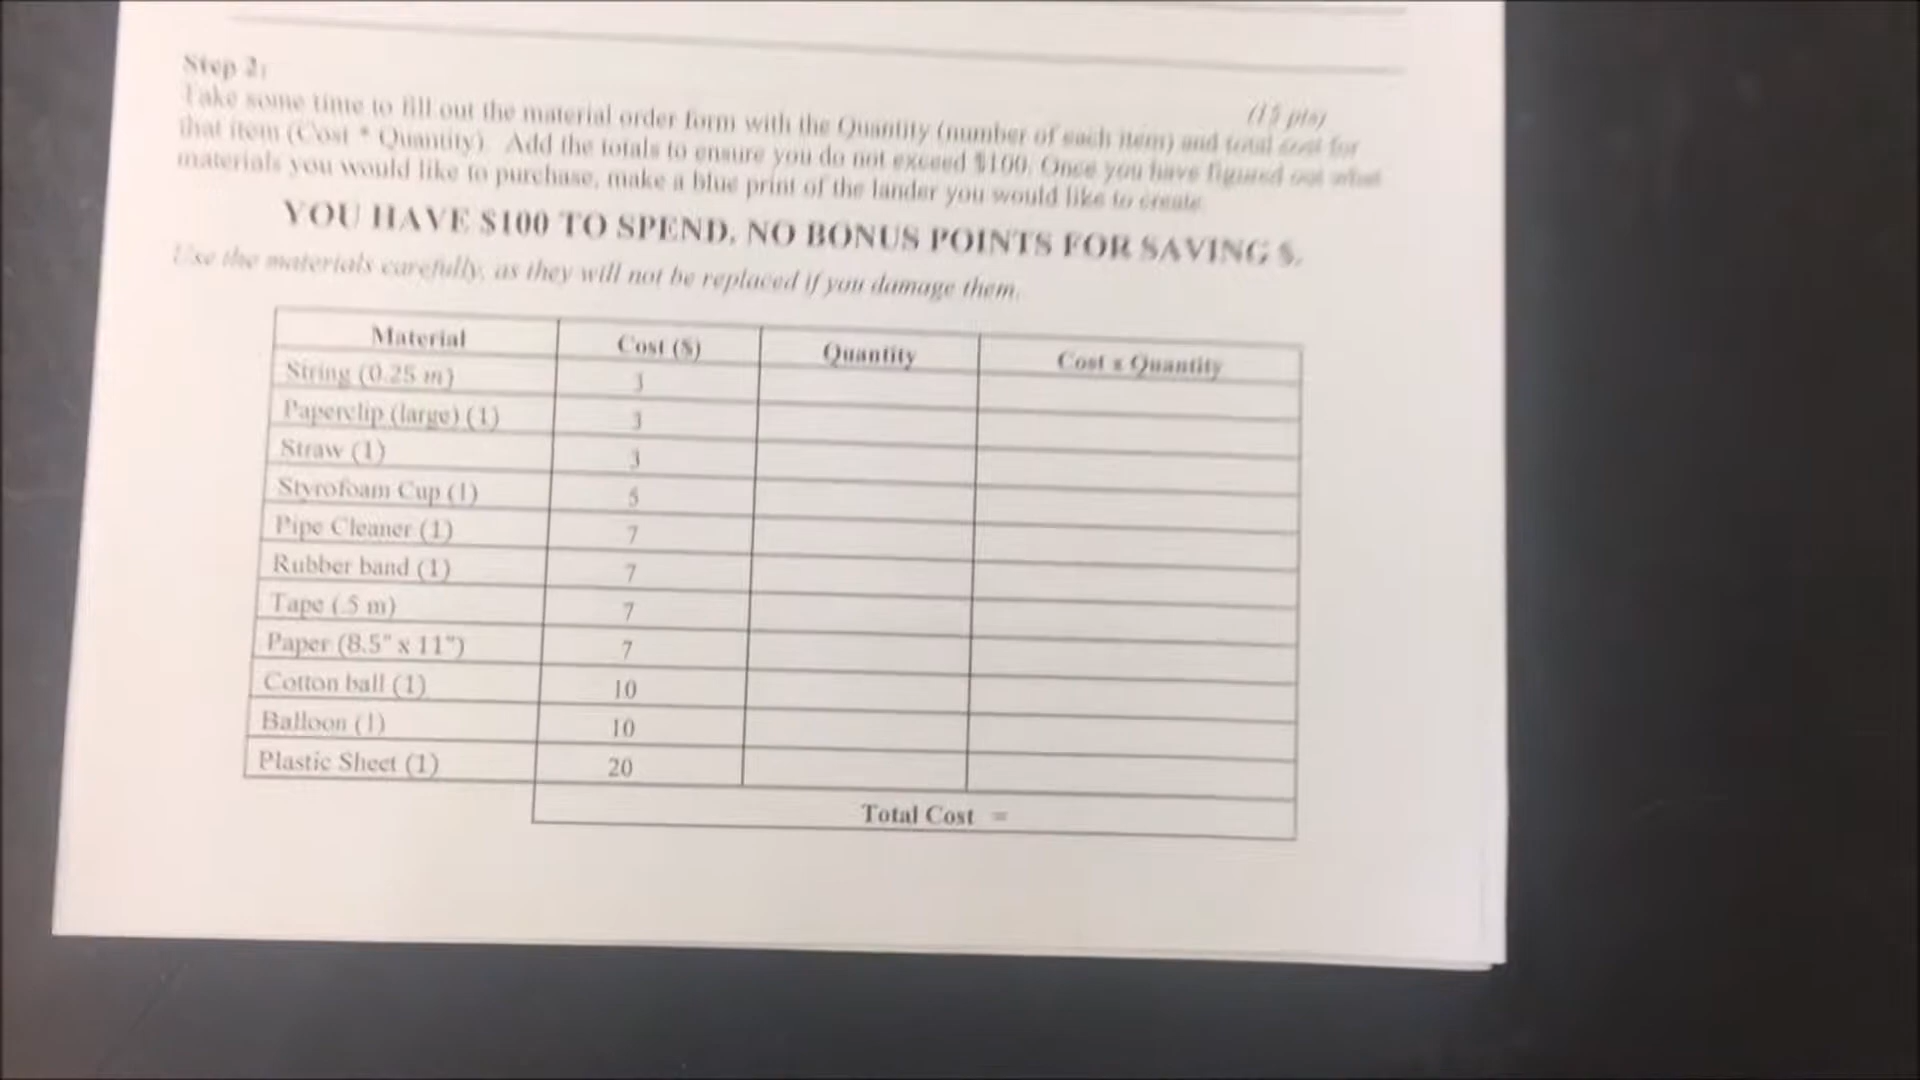 Step 2:
(15 pts)
Take some time to fill out the material order form with the Quantity (number of each item) and total cost for
that item (Cost * Quantity). Add the totals to ensure you do not exceed $100. Once you have figured out what
materials you would like to purchase, make a blue print of the lander you would like to create.
YOU HAVE $100 TO SPEND, NO BONUS POINTS FOR SAVING $.
Use the materials carefully, as they will not be replaced if you damage them.
Material Cost ($) Quantity Cost x Quantity
String (0.25 m) 3
Paperclip (large) (1) 3
Straw (1) 3
Styrofoam Cup (1) 5
Pipe Cleaner (1) 7
Rubber band (1) 7
Tape (.5 m) 7
Paper (8.5" x 11") 7
Cotton ball (1) 10
Balloon (1) 10
Plastic Sheet (1) 20
Total Cost =